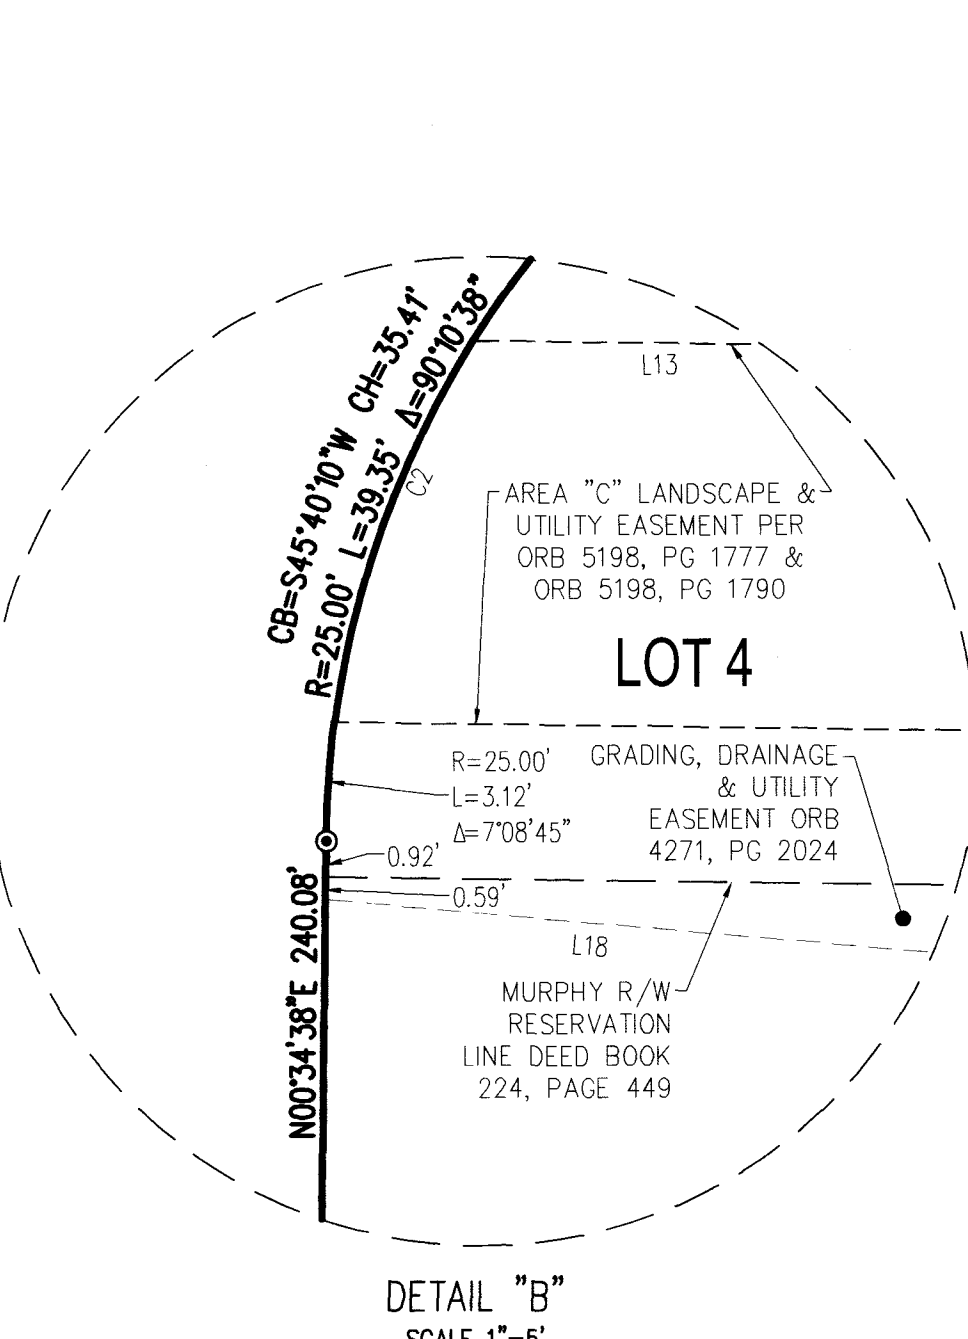 CB=S45°40'10"W CH=35.41'
R=25.00' L=39.35' Δ=90°10'38"
C2
L13
AREA "C" LANDSCAPE &
UTILITY EASEMENT PER
ORB 5198, PG 1777 &
ORB 5198, PG 1790
LOT 4
R=25.00'
L=3.12'
Δ=7°08'45"
GRADING, DRAINAGE
& UTILITY
EASEMENT ORB
4271, PG 2024
0.92'
0.59'
N00°34'38"E 240.08'
L18
MURPHY R/W
RESERVATION
LINE DEED BOOK
224, PAGE 449
DETAIL "B"
SCALE 1"=5'